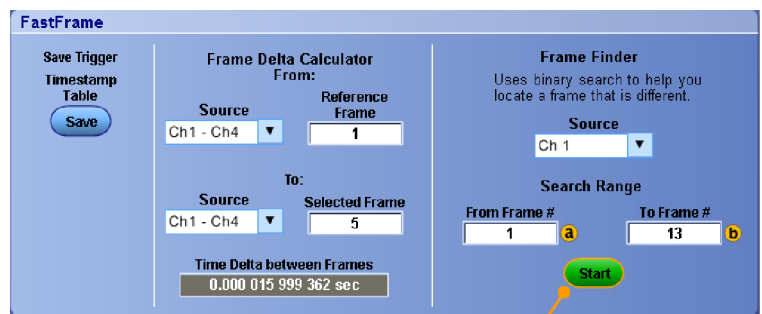 FastFrame
Save Trigger
Timestamp
Table
Save
Frame Delta Calculator
From:
Source
Ch1 - Ch4
Reference
Frame
1
To:
Source
Ch1 - Ch4
Selected Frame
5
Time Delta between Frames
0.000 015 999 362 sec
Frame Finder
Uses binary search to help you
locate a frame that is different.
Source
Ch 1
Search Range
From Frame #
1
a
To Frame #
13
b
Start